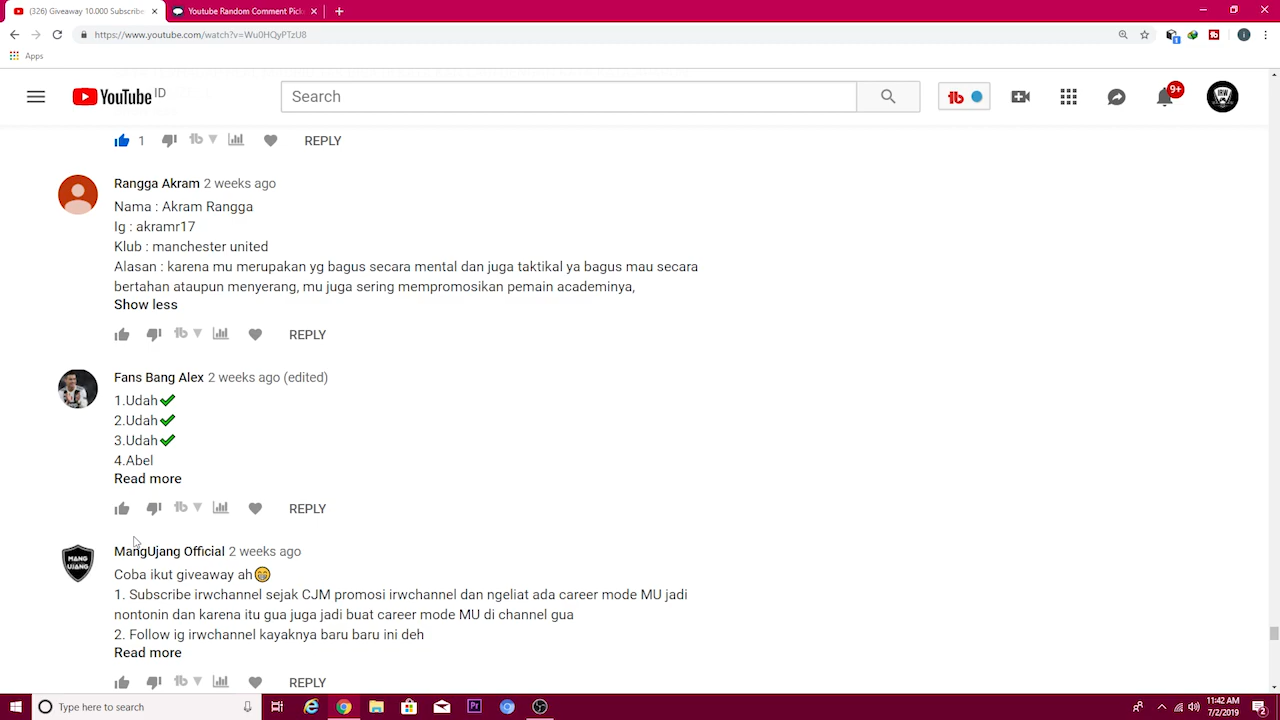 (326) Giveaway 10.000 Subscribe
Youtube Random Comment Pick
https://www.youtube.com/watch?v=Wu0HQyPTzU8
Apps
YouTube ID
Search
9+
1
REPLY
Rangga Akram 2 weeks ago
Nama : Akram Rangga
Ig : akramr17
Klub : manchester united
Alasan : karena mu merupakan yg bagus secara mental dan juga taktikal ya bagus mau secara
bertahan ataupun menyerang, mu juga sering mempromosikan pemain academinya,
Show less
REPLY
Fans Bang Alex 2 weeks ago (edited)
1.Udah✔
2.Udah✔
3.Udah✔
4.Abel
Read more
REPLY
MangUjang Official 2 weeks ago
MANG
UJANG
Coba ikut giveaway ah😁
1. Subscribe irwchannel sejak CJM promosi irwchannel dan ngeliat ada career mode MU jadi
nontonin dan karena itu gua juga jadi buat career mode MU di channel gua
2. Follow ig irwchannel kayaknya baru baru ini deh
Read more
REPLY
Type here to search
11:42 AM
7/2/2019
2